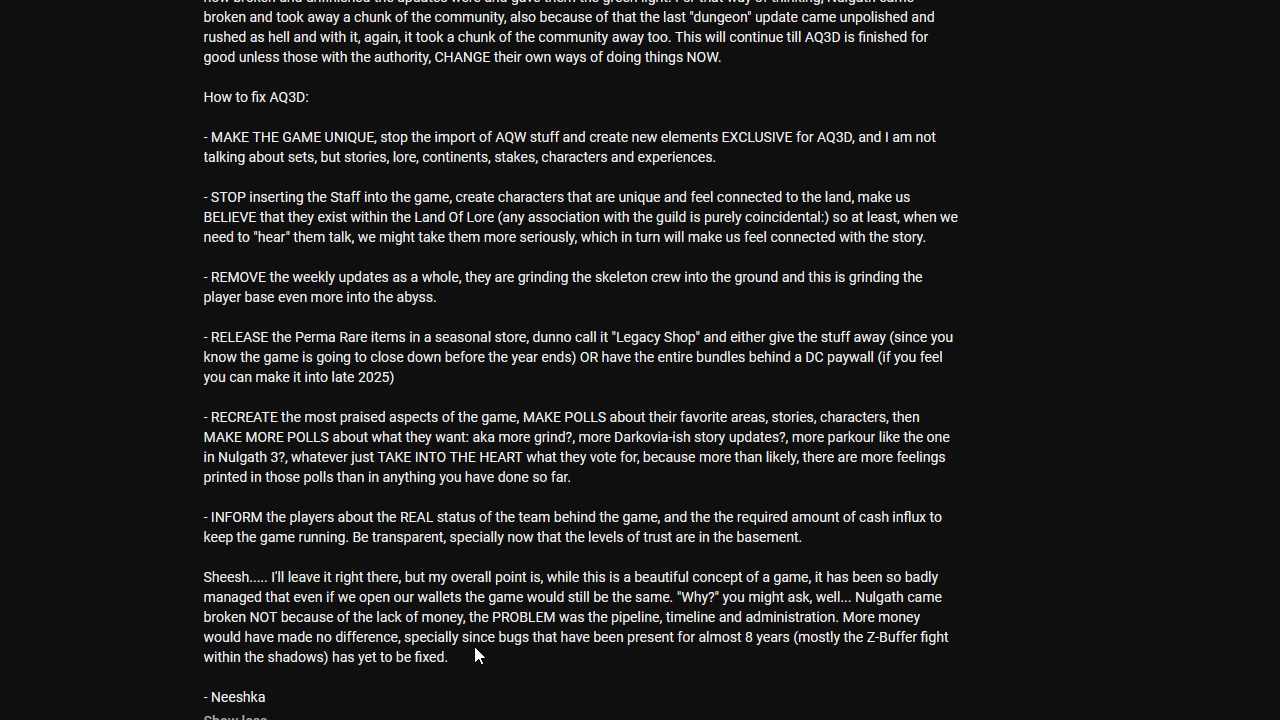 broken and took away a chunk of the community, also because of that the last "dungeon" update came unpolished and
rushed as hell and with it, again, it took a chunk of the community away too. This will continue till AQ3D is finished for
good unless those with the authority, CHANGE their own ways of doing things NOW.
How to fix AQ3D:
- MAKE THE GAME UNIQUE, stop the import of AQW stuff and create new elements EXCLUSIVE for AQ3D, and I am not
talking about sets, but stories, lore, continents, stakes, characters and experiences.
- STOP inserting the Staff into the game, create characters that are unique and feel connected to the land, make us
BELIEVE that they exist within the Land Of Lore (any association with the guild is purely coincidental:) so at least, when we
need to "hear" them talk, we might take them more seriously, which in turn will make us feel connected with the story.
- REMOVE the weekly updates as a whole, they are grinding the skeleton crew into the ground and this is grinding the
player base even more into the abyss.
- RELEASE the Perma Rare items in a seasonal store, dunno call it "Legacy Shop" and either give the stuff away (since you
know the game is going to close down before the year ends) OR have the entire bundles behind a DC paywall (if you feel
you can make it into late 2025)
- RECREATE the most praised aspects of the game, MAKE POLLS about their favorite areas, stories, characters, then
MAKE MORE POLLS about what they want: aka more grind?, more Darkovia-ish story updates?, more parkour like the one
in Nulgath 3?, whatever just TAKE INTO THE HEART what they vote for, because more than likely, there are more feelings
printed in those polls than in anything you have done so far.
- INFORM the players about the REAL status of the team behind the game, and the the required amount of cash influx to
keep the game running. Be transparent, specially now that the levels of trust are in the basement.
Sheesh..... I'll leave it right there, but my overall point is, while this is a beautiful concept of a game, it has been so badly
managed that even if we open our wallets the game would still be the same. "Why?" you might ask, well... Nulgath came
broken NOT because of the lack of money, the PROBLEM was the pipeline, timeline and administration. More money
would have made no difference, specially since bugs that have been present for almost 8 years (mostly the Z-Buffer fight
within the shadows) has yet to be fixed.
- Neeshka
Show less